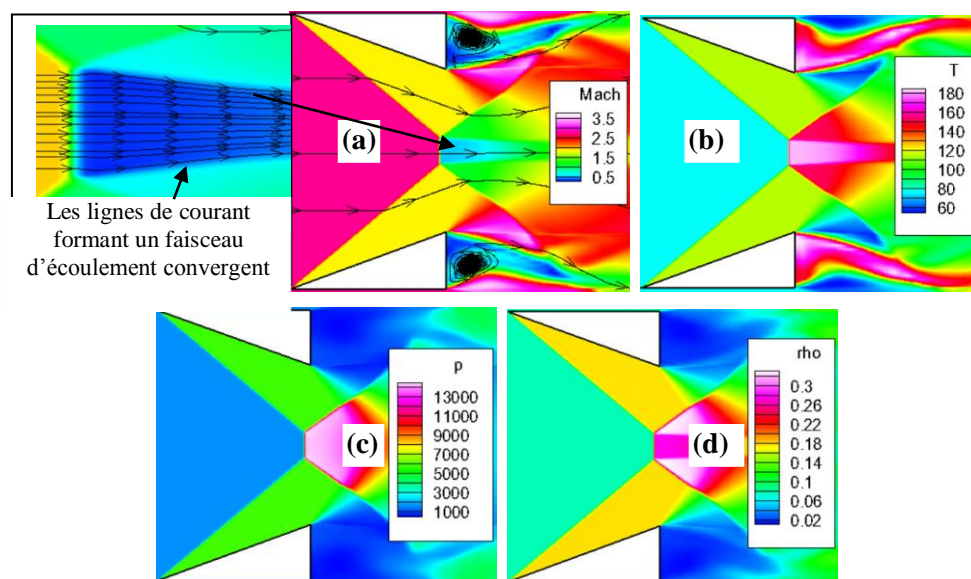 Les lignes de courant
formant un faisceau
d'écoulement convergent
(a)
Mach
3.5
2.5
1.5
0.5
(b)
T
180
160
140
120
100
80
60
(c)
p
13000
11000
9000
7000
5000
3000
1000
(d)
rho
0.3
0.26
0.22
0.18
0.14
0.1
0.06
0.02